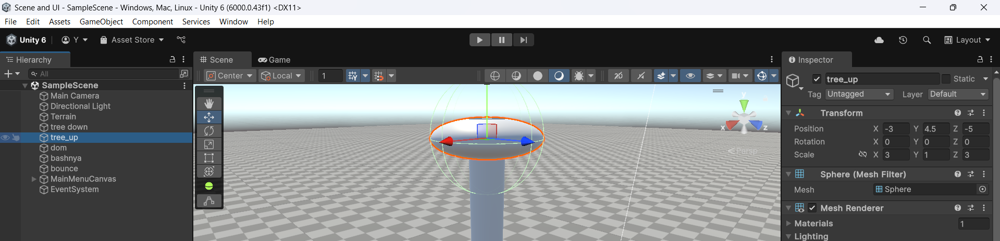 Scene and UI - SampleScene - Windows, Mac, Linux - Unity 6 (6000.0.43f1) <DX11>
File Edit Assets GameObject Component Services Window Help
Unity 6 Y Asset Store Layout
Hierarchy
All
SampleScene
Main Camera
Directional Light
Terrain
tree down
tree_up
dom
bashnya
bounce
MainMenuCanvas
EventSystem
Scene Game
Center Local 1 2D
y
x z
Persp
Inspector
tree_up Static
Tag Untagged Layer Default
Transform
Position X -3 Y 4.5 Z -5
Rotation X 0 Y 0 Z 0
Scale X 3 Y 1 Z 3
Sphere (Mesh Filter)
Mesh Sphere
Mesh Renderer
Materials 1
Lighting